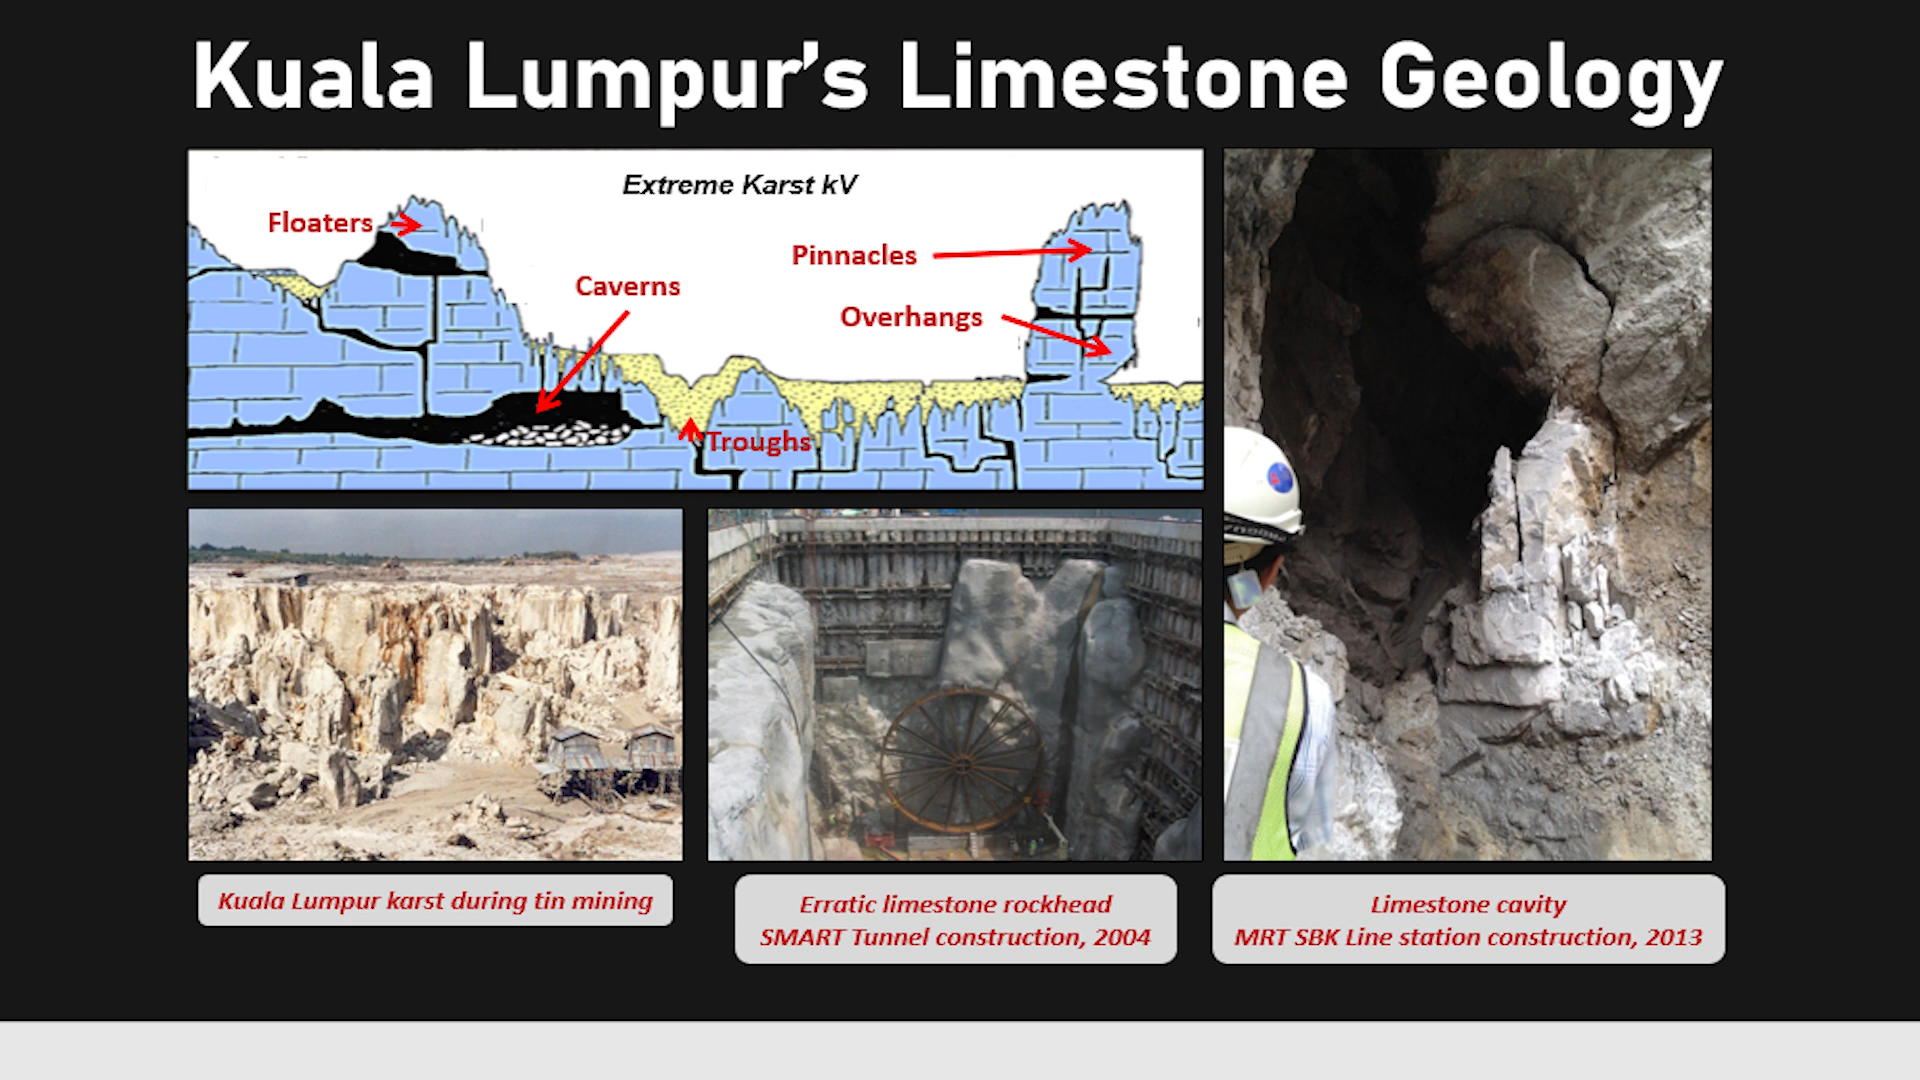 Kuala Lumpur’s Limestone Geology
Extreme Karst kV
Floaters
Pinnacles
Caverns
Overhangs
Troughs
Kuala Lumpur karst during tin mining
Erratic limestone rockhead
SMART Tunnel construction, 2004
Limestone cavity
MRT SBK Line station construction, 2013